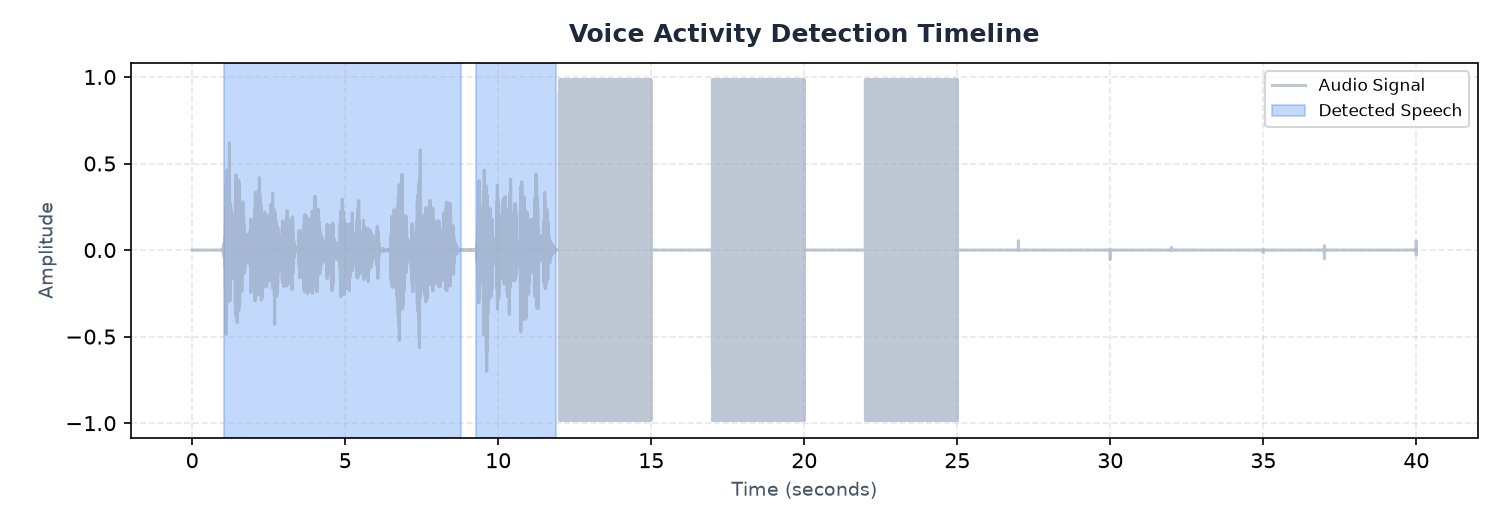 Voice Activity Detection Timeline
Audio Signal
Detected Speech
Amplitude
1.0
0.5
0.0
−0.5
−1.0
0 5 10 15 20 25 30 35 40
Time (seconds)